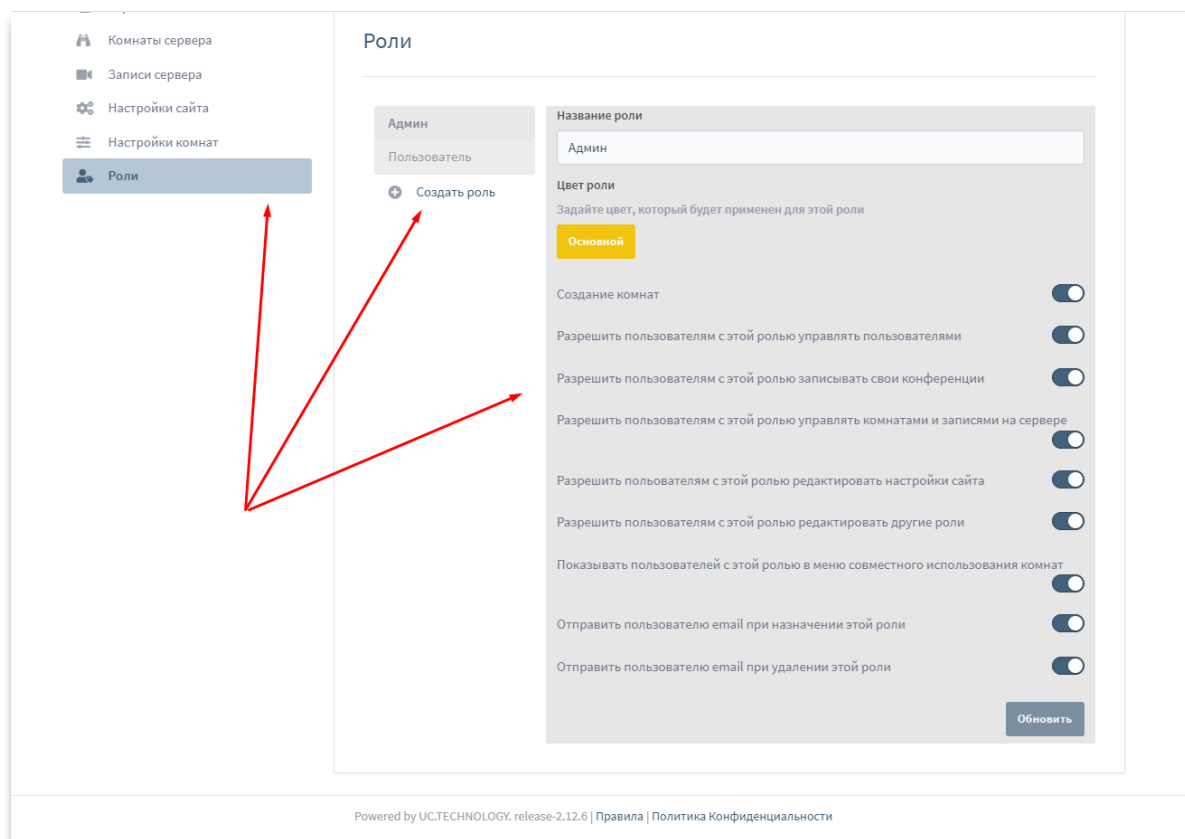 Комнаты сервера
Записи сервера
Настройки сайта
Настройки комнат
Роли
Роли
Админ
Пользователь
Создать роль
Название роли
Админ
Цвет роли
Задайте цвет, который будет применен для этой роли
Основной
Создание комнат
Разрешить пользователям с этой ролью управлять пользователями
Разрешить пользователям с этой ролью записывать свои конференции
Разрешить пользователям с этой ролью управлять комнатами и записями на сервере
Разрешить польователям с этой ролью редактировать настройки сайта
Разрешить пользователям с этой ролью редактировать другие роли
Показывать пользователей с этой ролью в меню совместного использования комнат
Отправить пользователю email при назначении этой роли
Отправить пользователю email при удалении этой роли
Обновить
Powered by UC.TECHNOLOGY. release-2.12.6 | Правила | Политика Конфиденциальности